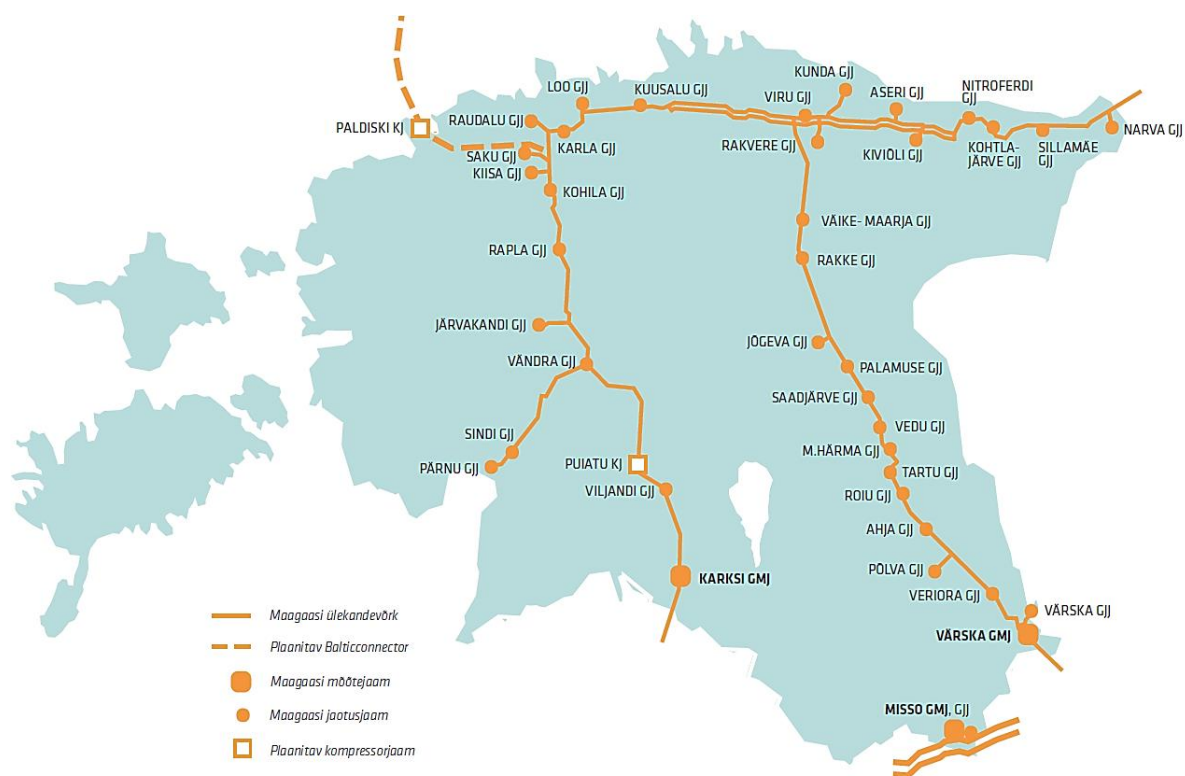 KUNDA GJJ
LOO GJJ
KUUSALU GJJ
VIRU GJJ
ASERI GJJ
NITROFERDI
GJJ
PALDISKI KJ
RAUDALU GJJ
KARLA GJJ
RAKVERE GJJ
KIVIÕLI GJJ
KOHTLA-
JÄRVE GJJ
SILLAMÄE
GJJ
NARVA GJJ
SAKU GJJ
KIISA GJJ
KOHILA GJJ
VÄIKE- MAARJA GJJ
RAPLA GJJ
RAKKE GJJ
JÄRVAKANDI GJJ
JÕGEVA GJJ
VÄNDRA GJJ
PALAMUSE GJJ
SAADJÄRVE GJJ
VEDU GJJ
SINDI GJJ
M.HÄRMA GJJ
PÄRNU GJJ
PUIATU KJ
TARTU GJJ
VILJANDI GJJ
ROIU GJJ
AHJA GJJ
KARKSI GMJ
PÕLVA GJJ
VERIORA GJJ
VÄRSKA GJJ
VÄRSKA GMJ
MISSO GMJ, GJJ
Maagaasi ülekandevõrk
Plaanitav Balticconnector
Maagaasi mõõtejaam
Maagaasi jaotusjaam
Plaanitav kompressorjaam